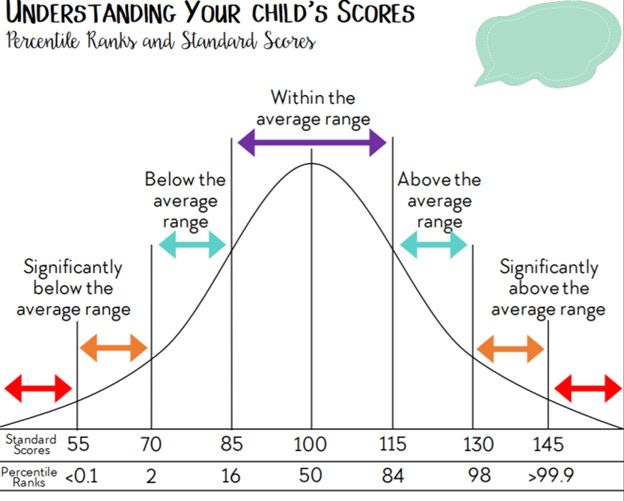 UNDERSTANDING YOUR CHILD'S SCORES
Percentile Ranks and Standard Scores
Within the
average range
Below the
average
range
Above the
average
range
Significantly
below the
average range
Significantly
above the
average range
Standard
Scores 55 70 85 100 115 130 145
Percentile
Ranks <0.1 2 16 50 84 98 >99.9